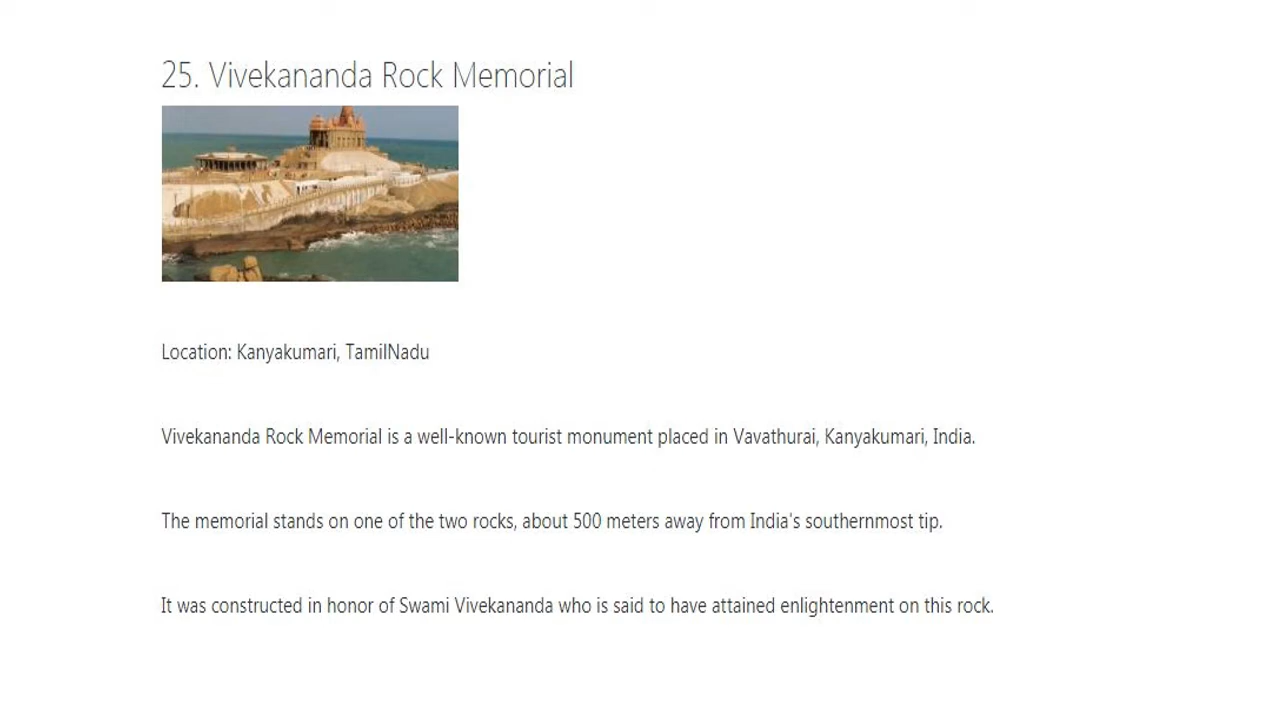 25. Vivekananda Rock Memorial
Location: Kanyakumari, TamilNadu
Vivekananda Rock Memorial is a well-known tourist monument placed in Vavathurai, Kanyakumari, India.
The memorial stands on one of the two rocks, about 500 meters away from India's southernmost tip.
It was constructed in honor of Swami Vivekananda who is said to have attained enlightenment on this rock.